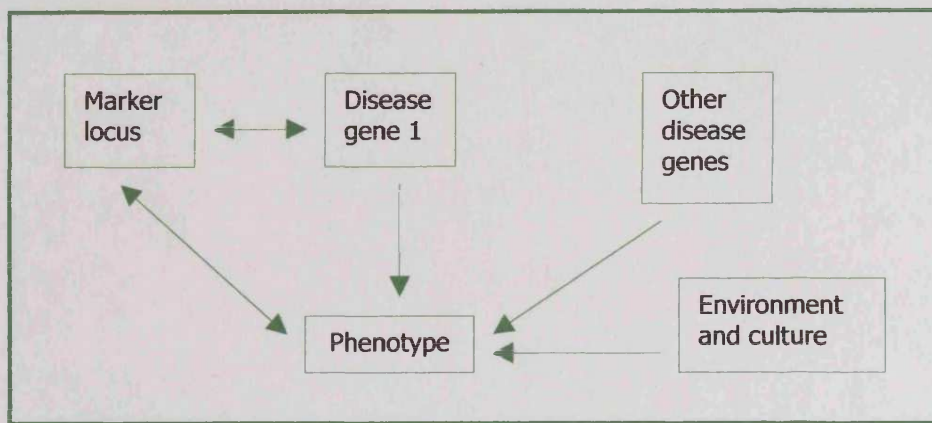 Marker
locus
Disease
gene 1
Other
disease
genes
Environment
and culture
Phenotype